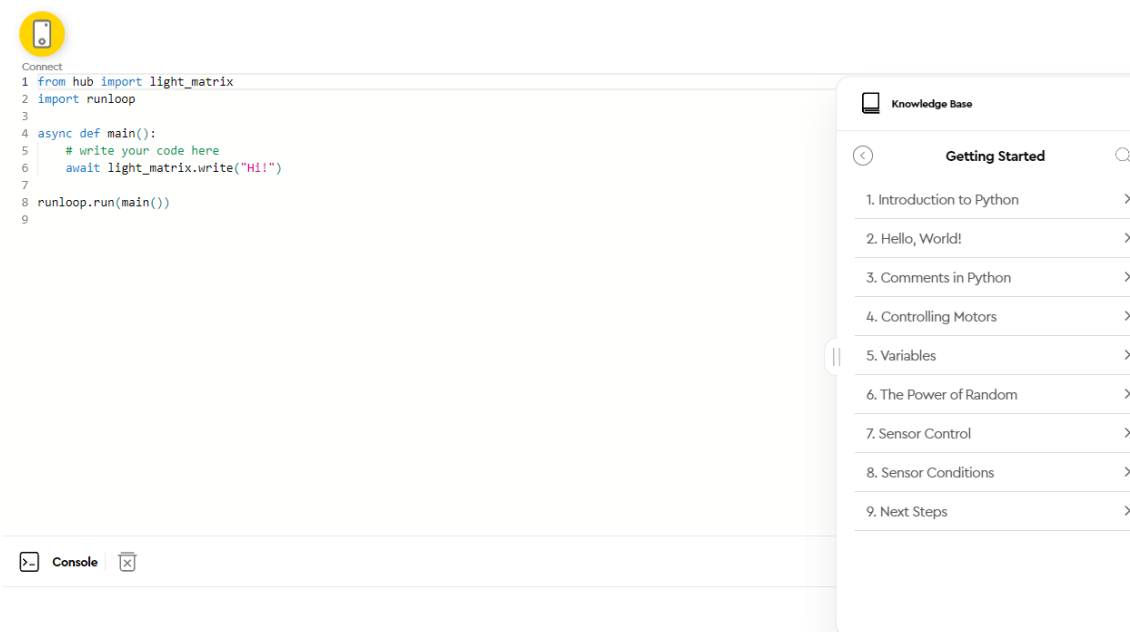 Connect
1 from hub import light_matrix
2 import runloop
3
4 async def main():
5     # write your code here
6     await light_matrix.write("Hi!")
7
8 runloop.run(main())
9
Console
Knowledge Base
Getting Started
1. Introduction to Python
2. Hello, World!
3. Comments in Python
4. Controlling Motors
5. Variables
6. The Power of Random
7. Sensor Control
8. Sensor Conditions
9. Next Steps